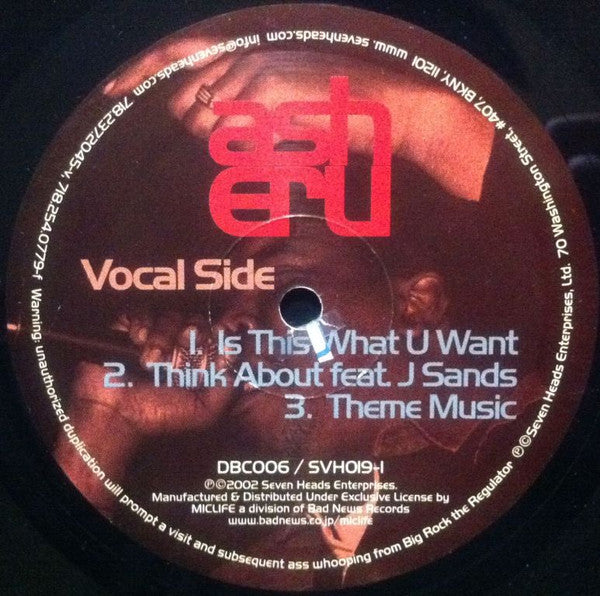 ash
eru
Vocal Side
1. Is This What U Want
2. Think About feat. J Sands
3. Theme Music
DBC006 / SVH019-1
℗©2002 Seven Heads Enterprises.
Manufactured & Distributed Under Exclusive License by
MICLIFE a division of Bad News Records
www.badnews.co.jp/miclife
℗©Seven Heads Enterprises, Ltd. 70 Washington Street, #407, BKNY, 11201 www.sevenheads.com info@sevenheads.com 718.237.2045-v, 718.254.0779-f Warning: unauthorized duplication will prompt a visit and subsequent ass whooping from Big Rock the Regulator